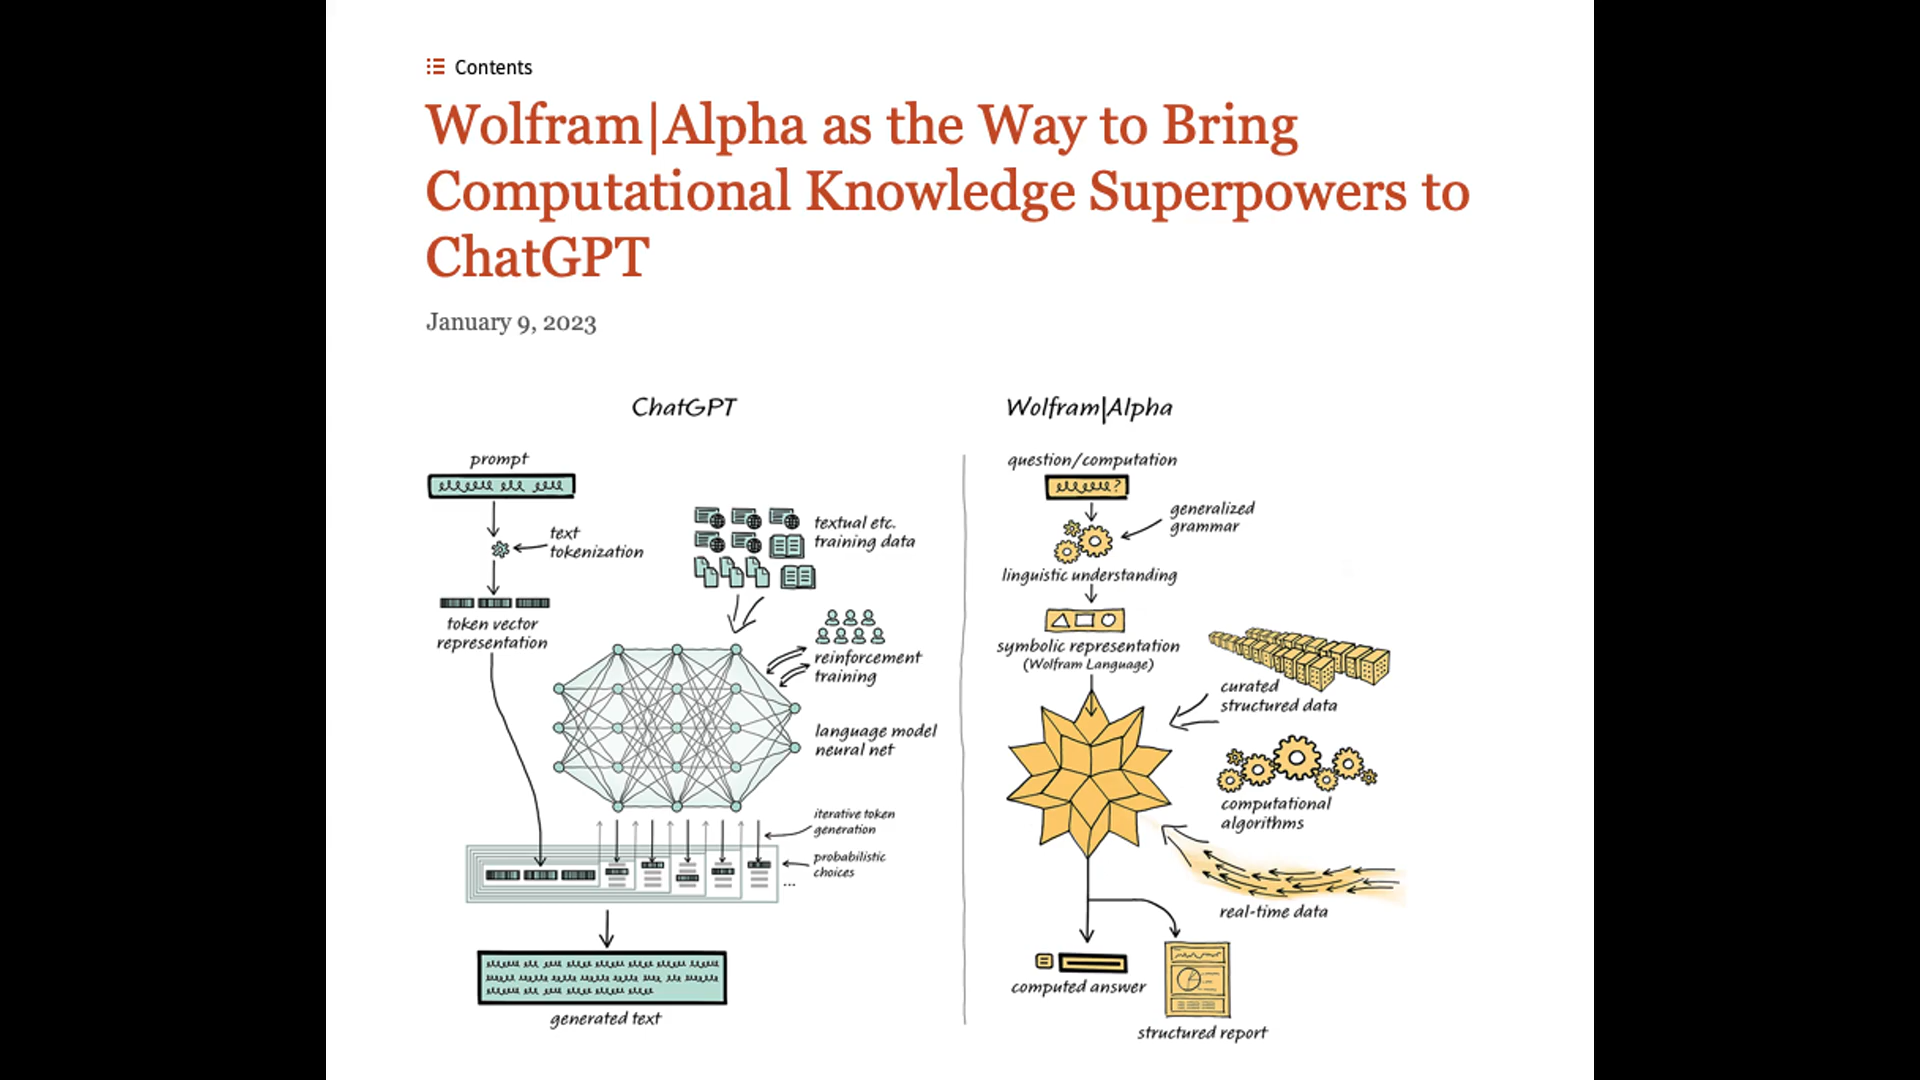 Contents
Wolfram|Alpha as the Way to Bring
Computational Knowledge Superpowers to
ChatGPT
January 9, 2023
ChatGPT
prompt
text
tokenization
token vector
representation
textual etc.
training data
reinforcement
training
language model
neural net
iterative token
generation
probabilistic
choices
...
generated text
Wolfram|Alpha
question/computation
?
generalized
grammar
linguistic understanding
symbolic representation
(Wolfram Language)
curated
structured data
computational
algorithms
real-time data
computed answer
structured report